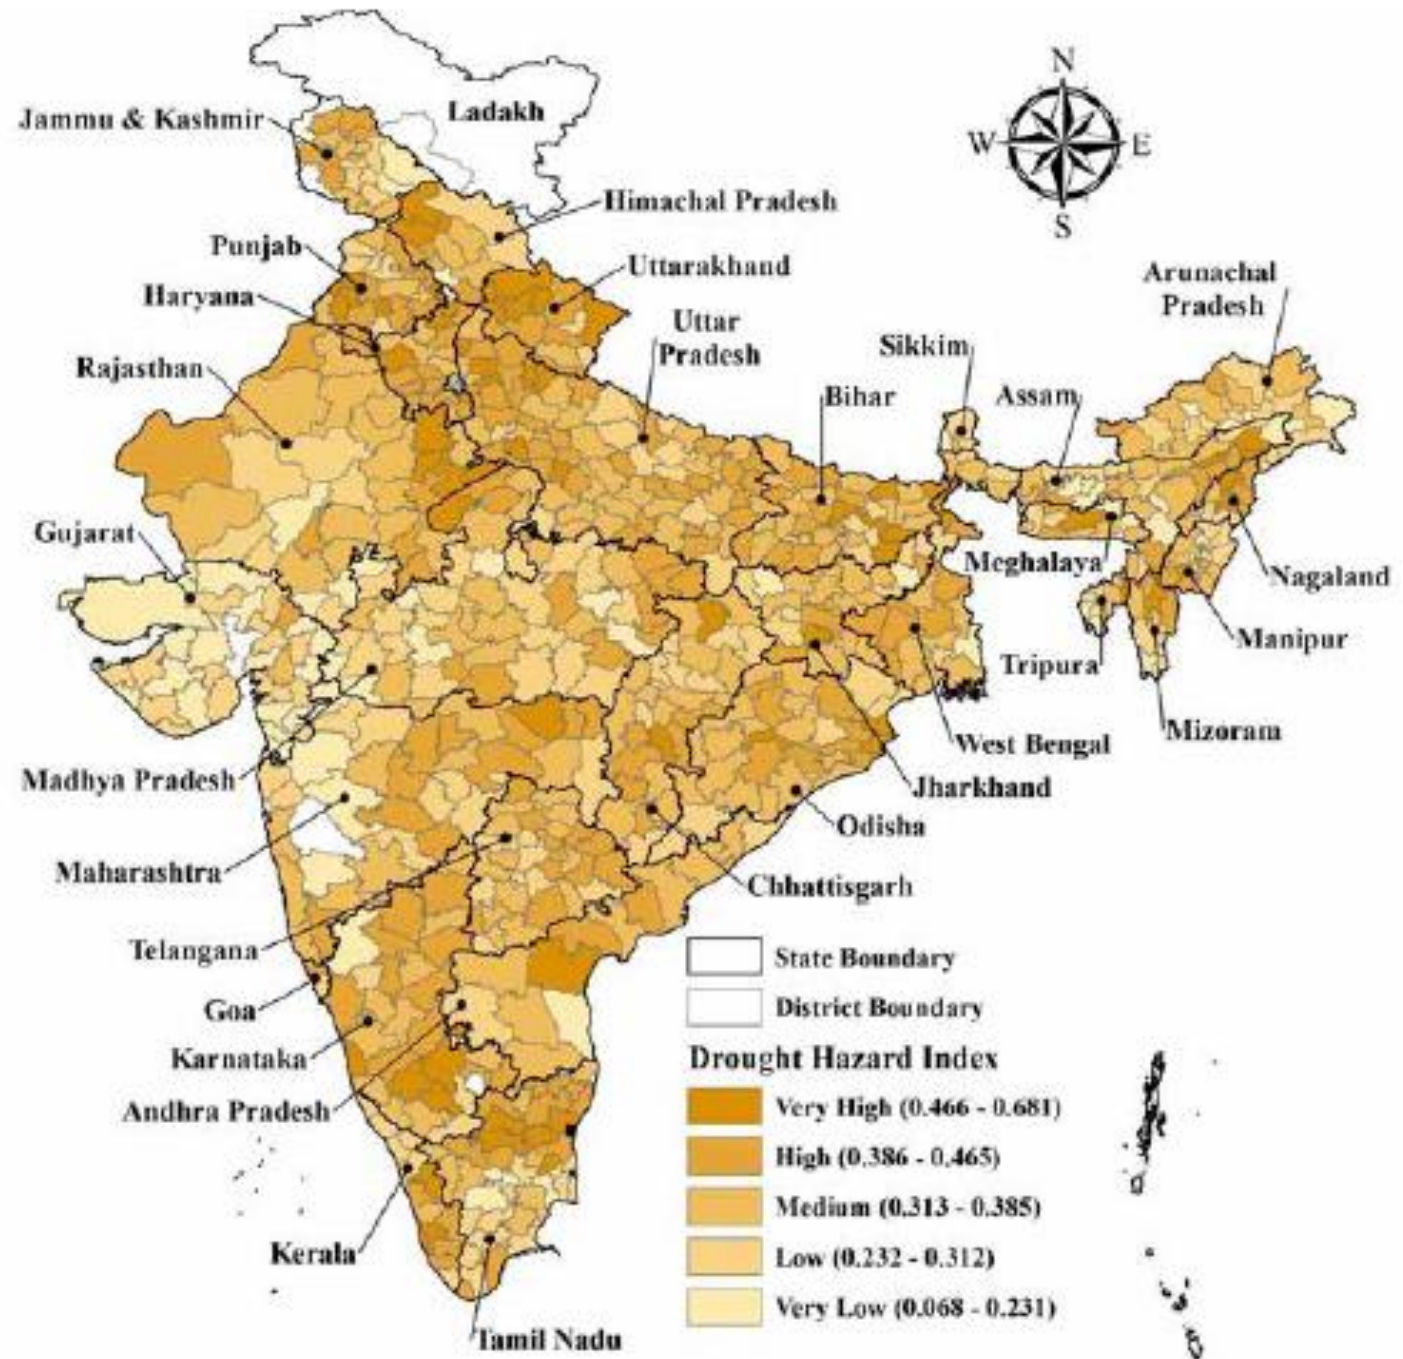 N
Ladakh
Jammu & Kashmir
W
E
Himachal Pradesh
S
Punjab
Uttarakhand
Arunachal
Pradesh
Haryana
Uttar
Pradesh
Sikkim
Rajasthan
Bihar
Assam
Gujarat
Meghalaya
Nagaland
Manipur
Tripura
Mizoram
West Bengal
Madhya Pradesh
Jharkhand
Odisha
Maharashtra
Chhattisgarh
Telangana
State Boundary
Goa
District Boundary
Karnataka
Drought Hazard Index
Andhra Pradesh
Very High (0.466 - 0.681)
High (0.386 - 0.465)
Medium (0.313 - 0.385)
Kerala
Low (0.232 - 0.312)
Very Low (0.068 - 0.231)
Tamil Nadu